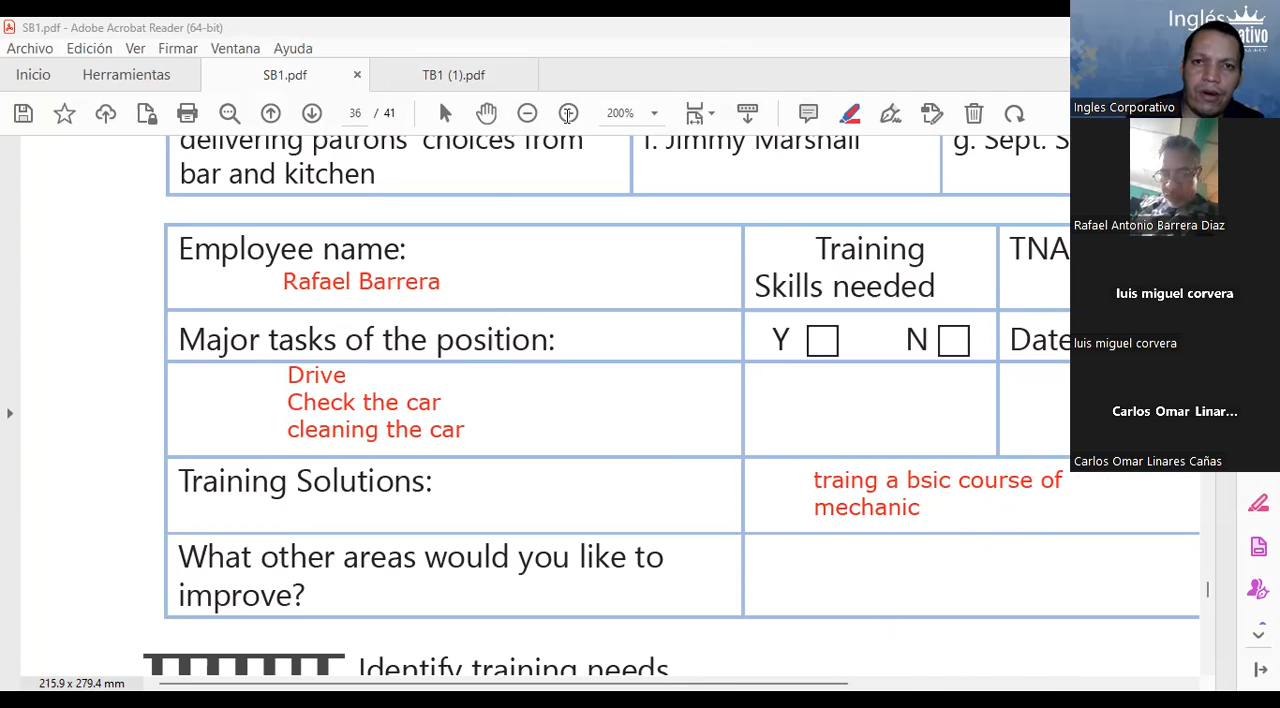 SB1.pdf - Adobe Acrobat Reader (64-bit)
Archivo Edición Ver Firmar Ventana Ayuda
Inicio Herramientas SB1.pdf × TB1 (1).pdf
36 / 41 200%
Inglés
Ingles Corporativo
delivering patrons' choices from
bar and kitchen
f. Jimmy Marshall
g. Sept. S
Rafael Antonio Barrera Diaz
Employee name:
Rafael Barrera
Training
Skills needed
TNA
luis miguel corvera
luis miguel corvera
Major tasks of the position:
Y N
Date
Drive
Check the car
cleaning the car
Carlos Omar Linar...
Carlos Omar Linares Cañas
Training Solutions:
traing a bsic course of
mechanic
What other areas would you like to
improve?
Identify training needs
215.9 x 279.4 mm